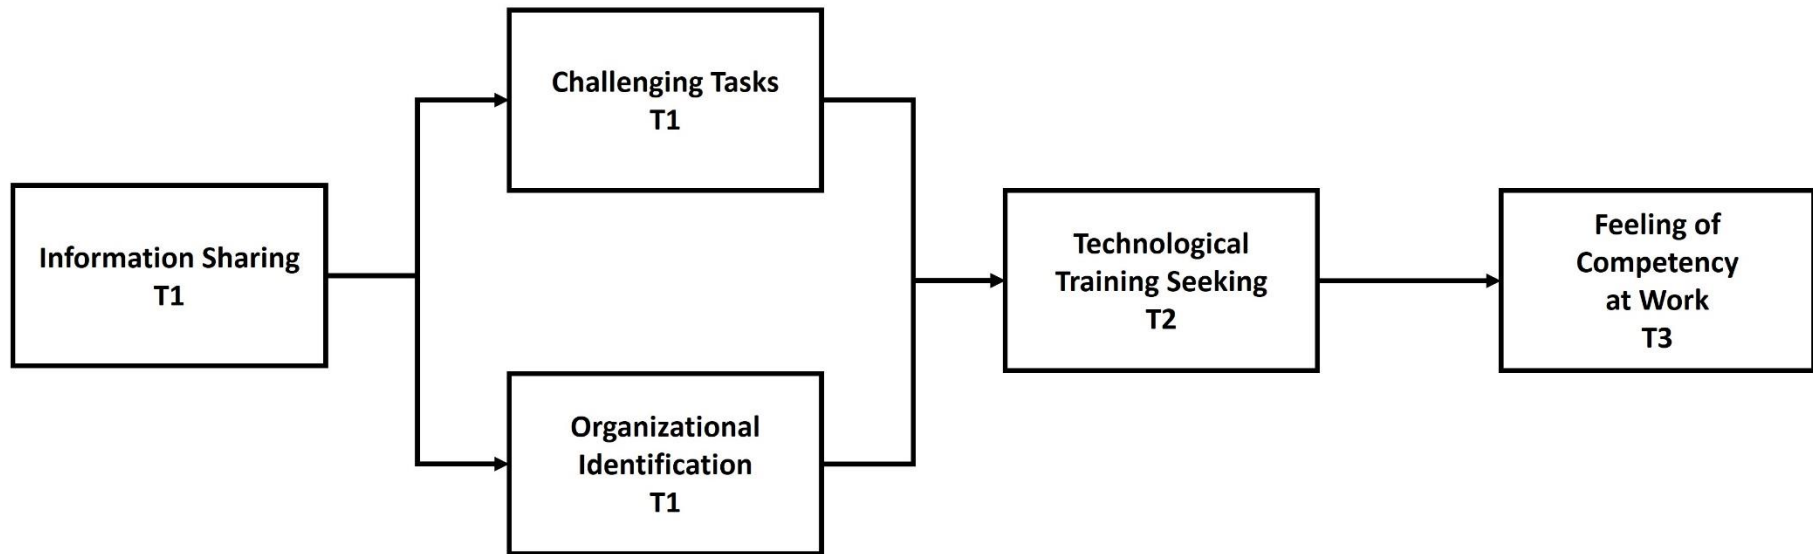 Information Sharing
T1
Challenging Tasks
T1
Organizational
Identification
T1
Technological
Training Seeking
T2
Feeling of
Competency
at Work
T3